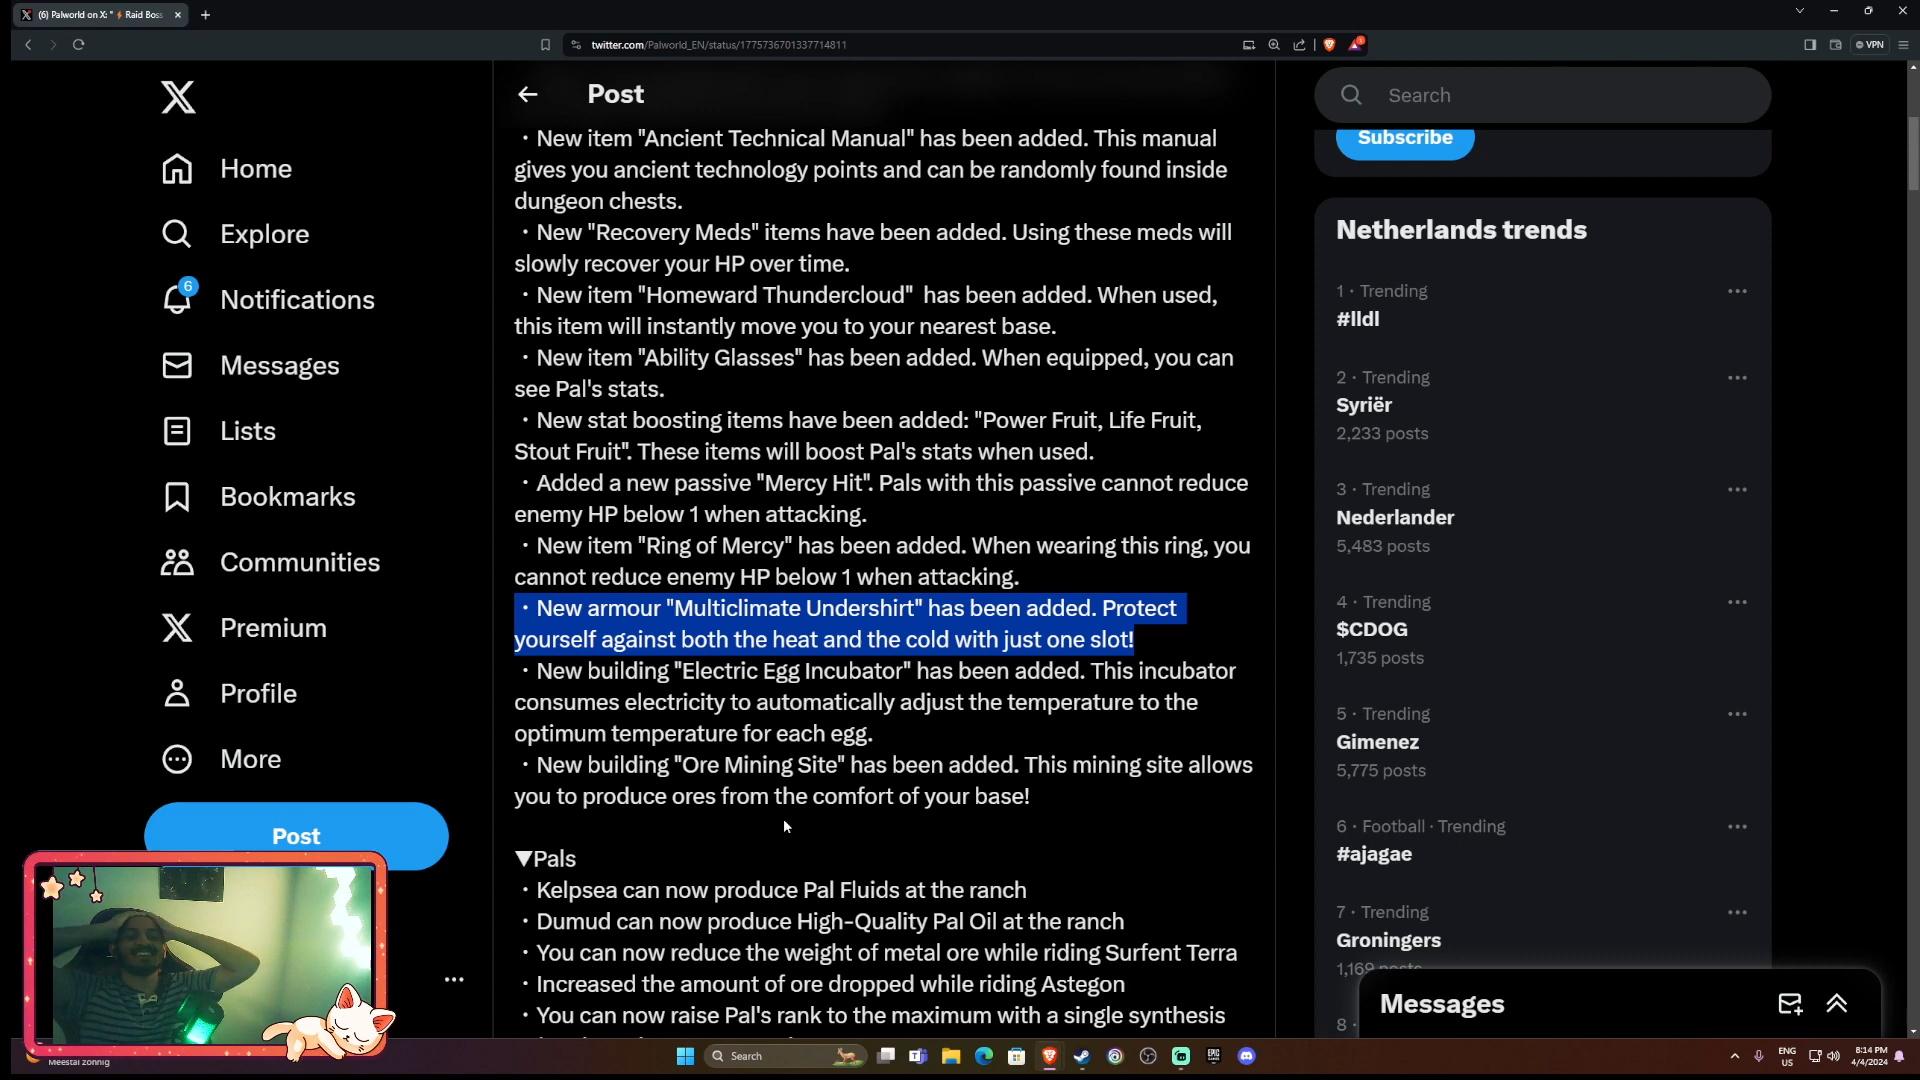 (6) Palworld on X: "⚡ Raid Boss
twitter.com/Palworld_EN/status/1775736701337714811
VPN
Home
Explore
6
Notifications
Messages
Lists
Bookmarks
Communities
Premium
Profile
More
Post
Post
・New item "Ancient Technical Manual" has been added. This manual
gives you ancient technology points and can be randomly found inside
dungeon chests.
・New "Recovery Meds" items have been added. Using these meds will
slowly recover your HP over time.
・New item "Homeward Thundercloud" has been added. When used,
this item will instantly move you to your nearest base.
・New item "Ability Glasses" has been added. When equipped, you can
see Pal's stats.
・New stat boosting items have been added: "Power Fruit, Life Fruit,
Stout Fruit". These items will boost Pal's stats when used.
・Added a new passive "Mercy Hit". Pals with this passive cannot reduce
enemy HP below 1 when attacking.
・New item "Ring of Mercy" has been added. When wearing this ring, you
cannot reduce enemy HP below 1 when attacking.
・New armour "Multiclimate Undershirt" has been added. Protect
yourself against both the heat and the cold with just one slot!
・New building "Electric Egg Incubator" has been added. This incubator
consumes electricity to automatically adjust the temperature to the
optimum temperature for each egg.
・New building "Ore Mining Site" has been added. This mining site allows
you to produce ores from the comfort of your base!
▼Pals
・Kelpsea can now produce Pal Fluids at the ranch
・Dumud can now produce High-Quality Pal Oil at the ranch
・You can now reduce the weight of metal ore while riding Surfent Terra
・Increased the amount of ore dropped while riding Astegon
・You can now raise Pal's rank to the maximum with a single synthesis
Search
Subscribe
Netherlands trends
1 · Trending
#lldl
2 · Trending
Syriër
2,233 posts
3 · Trending
Nederlander
5,483 posts
4 · Trending
$CDOG
1,735 posts
5 · Trending
Gimenez
5,775 posts
6 · Football · Trending
#ajagae
7 · Trending
Groningers
1,169 posts
8 ·
Messages
Meestal zonnig
Search
ENG
US
8:14 PM
4/4/2024